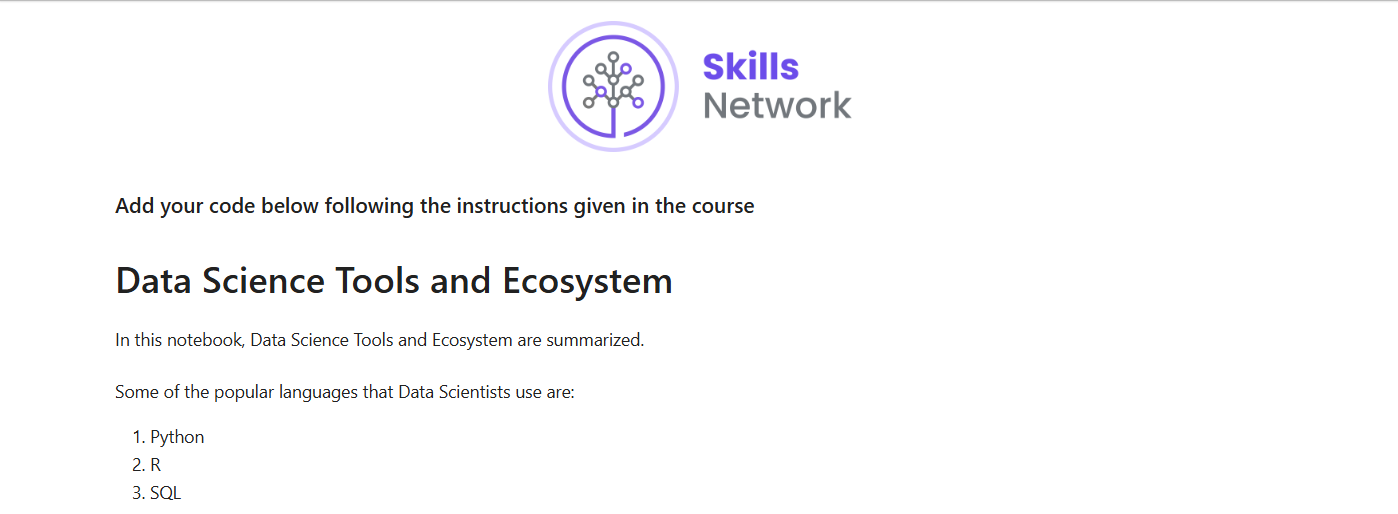 Skills
Network
Add your code below following the instructions given in the course
Data Science Tools and Ecosystem
In this notebook, Data Science Tools and Ecosystem are summarized.
Some of the popular languages that Data Scientists use are:
1. Python
2. R
3. SQL